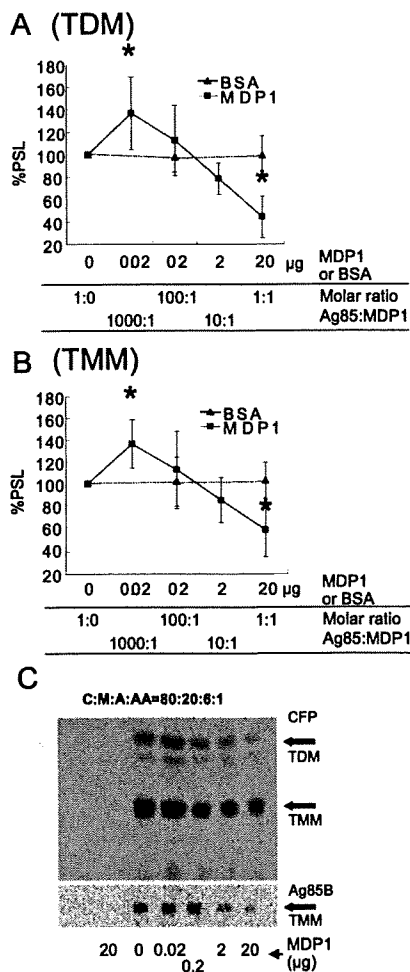 A (TDM)
*
BSA
MDP1
180
160
140
120
100
80
60
40
20
%PSL
*
0 002 02 2 20 µg
MDP1
or BSA
1:0 100:1 1:1
Molar ratio
1000:1 10:1
Ag85:MDP1
B (TMM)
*
BSA
MDP1
180
160
140
120
100
80
60
40
20
%PSL
*
0 002 02 2 20 µg
MDP1
or BSA
1:0 100:1 1:1
Molar ratio
1000:1 10:1
Ag85:MDP1
C
C:M:A:AA=80:20:6:1
CFP
TDM
TMM
Ag85B
TMM
20 0 0.02 2 20 MDP1
0.2 (µg)